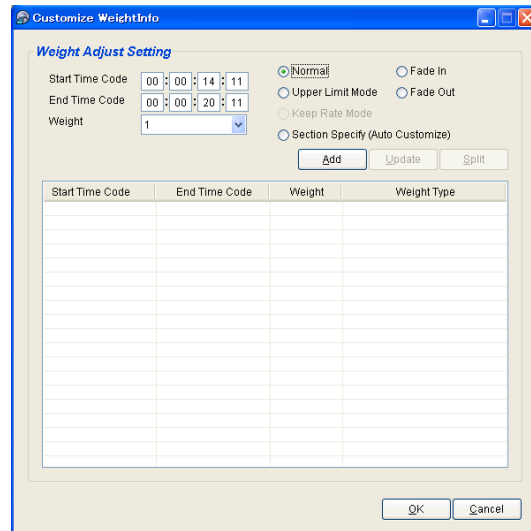 Customize WeightInfo
Weight Adjust Setting
Start Time Code 00 : 00 : 14 : 11
End Time Code 00 : 00 : 20 : 11
Weight 1
Normal Fade In
Upper Limit Mode Fade Out
Keep Rate Mode
Section Specify (Auto Customize)
Add Update Split
Start Time Code End Time Code Weight Weight Type
OK Cancel